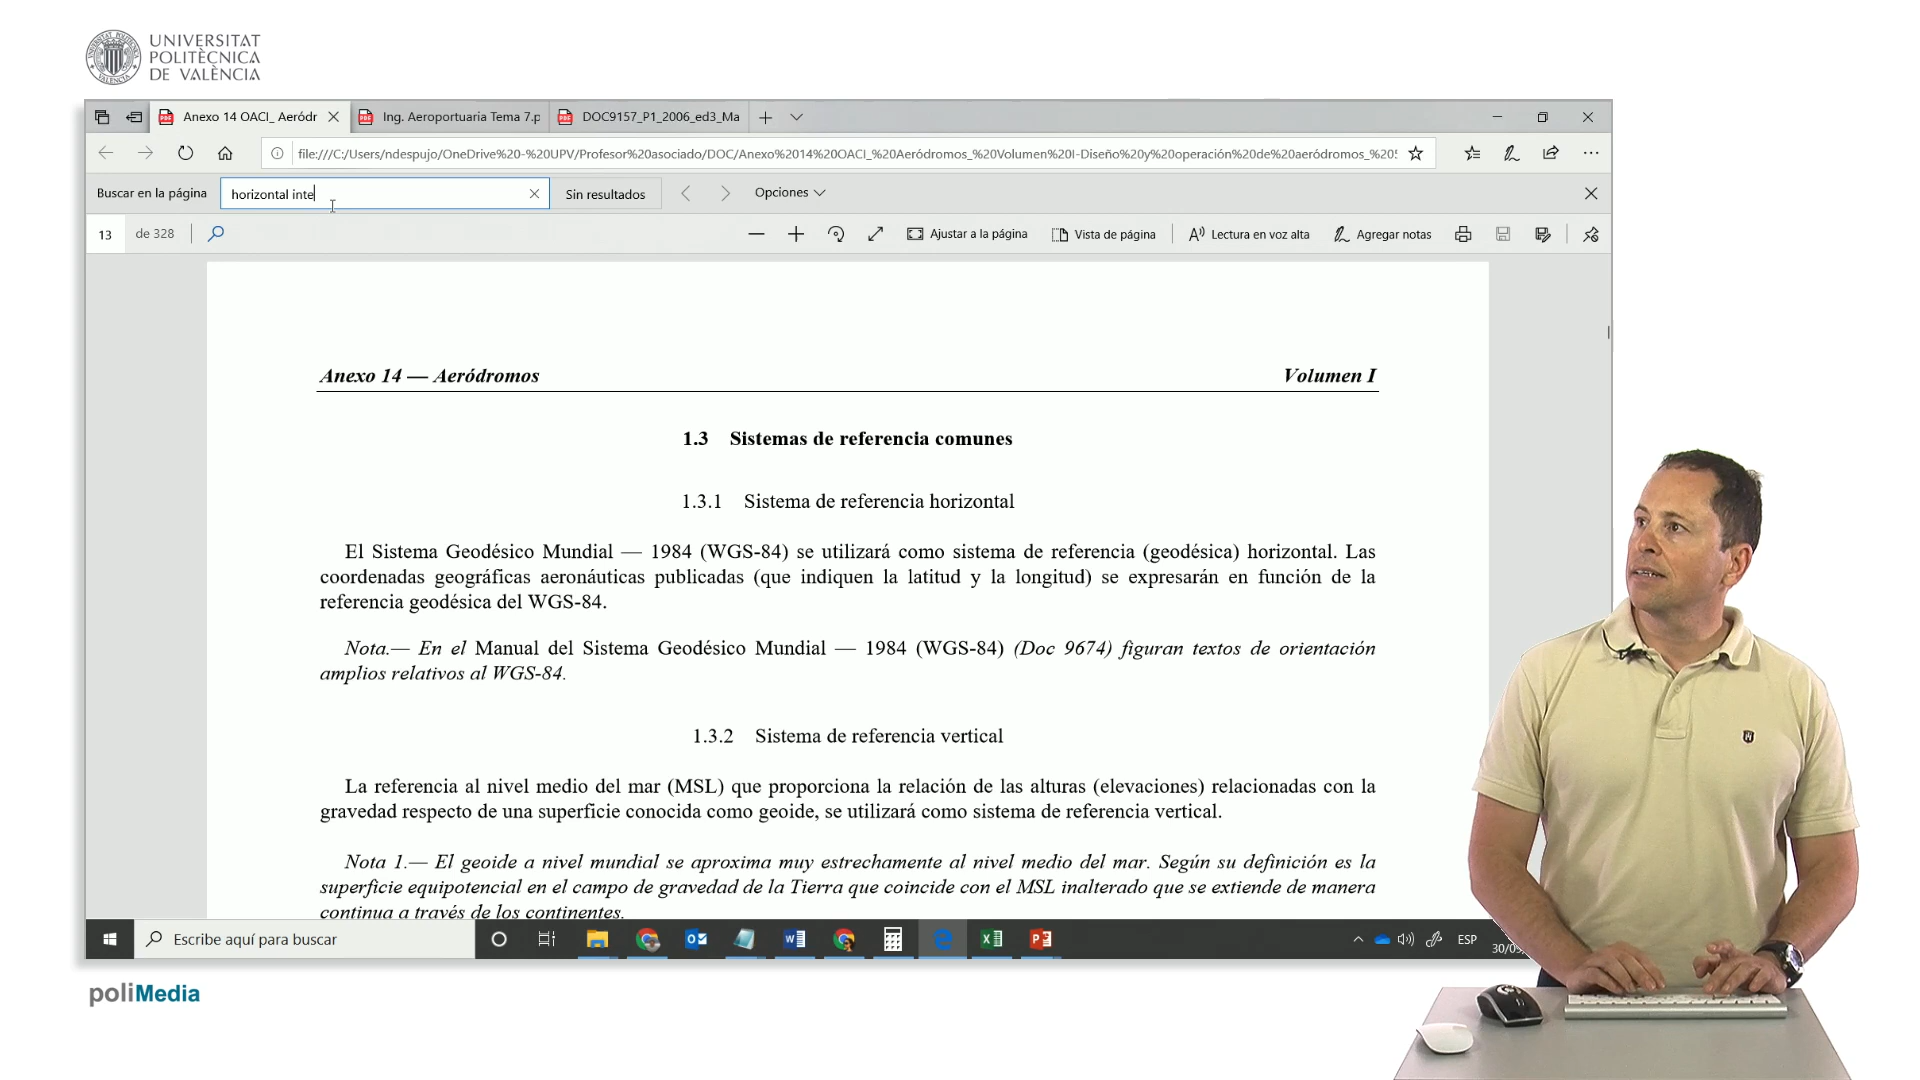 UNIVERSITAT
POLITÈCNICA
DE VALÈNCIA
Anexo 14 OACI_ Aeródr
Ing. Aeroportuaria Tema 7.p
DOC9157_P1_2006_ed3_Ma
file:///C:/Users/ndespujo/OneDrive%20-%20UPV/Profesor%20asociado/DOC/Anexo%2014%20OACI_%20Aeródromos_%20Volumen%20I-Diseño%20y%20operación%20de%20aeródromos_%20
Buscar en la página
horizontal inte
Sin resultados
Opciones
13 de 328
Ajustar a la página
Vista de página
Lectura en voz alta
Agregar notas
Anexo 14 — Aeródromos
Volumen I
1.3 Sistemas de referencia comunes
1.3.1 Sistema de referencia horizontal
El Sistema Geodésico Mundial — 1984 (WGS-84) se utilizará como sistema de referencia (geodésica) horizontal. Las
coordenadas geográficas aeronáuticas publicadas (que indiquen la latitud y la longitud) se expresarán en función de la
referencia geodésica del WGS-84.
Nota.— En el Manual del Sistema Geodésico Mundial — 1984 (WGS-84) (Doc 9674) figuran textos de orientación
amplios relativos al WGS-84.
1.3.2 Sistema de referencia vertical
La referencia al nivel medio del mar (MSL) que proporciona la relación de las alturas (elevaciones) relacionadas con la
gravedad respecto de una superficie conocida como geoide, se utilizará como sistema de referencia vertical.
Nota 1.— El geoide a nivel mundial se aproxima muy estrechamente al nivel medio del mar. Según su definición es la
superficie equipotencial en el campo de gravedad de la Tierra que coincide con el MSL inalterado que se extiende de manera
continua a través de los continentes.
Escribe aquí para buscar
ESP
30/09
poliMedia